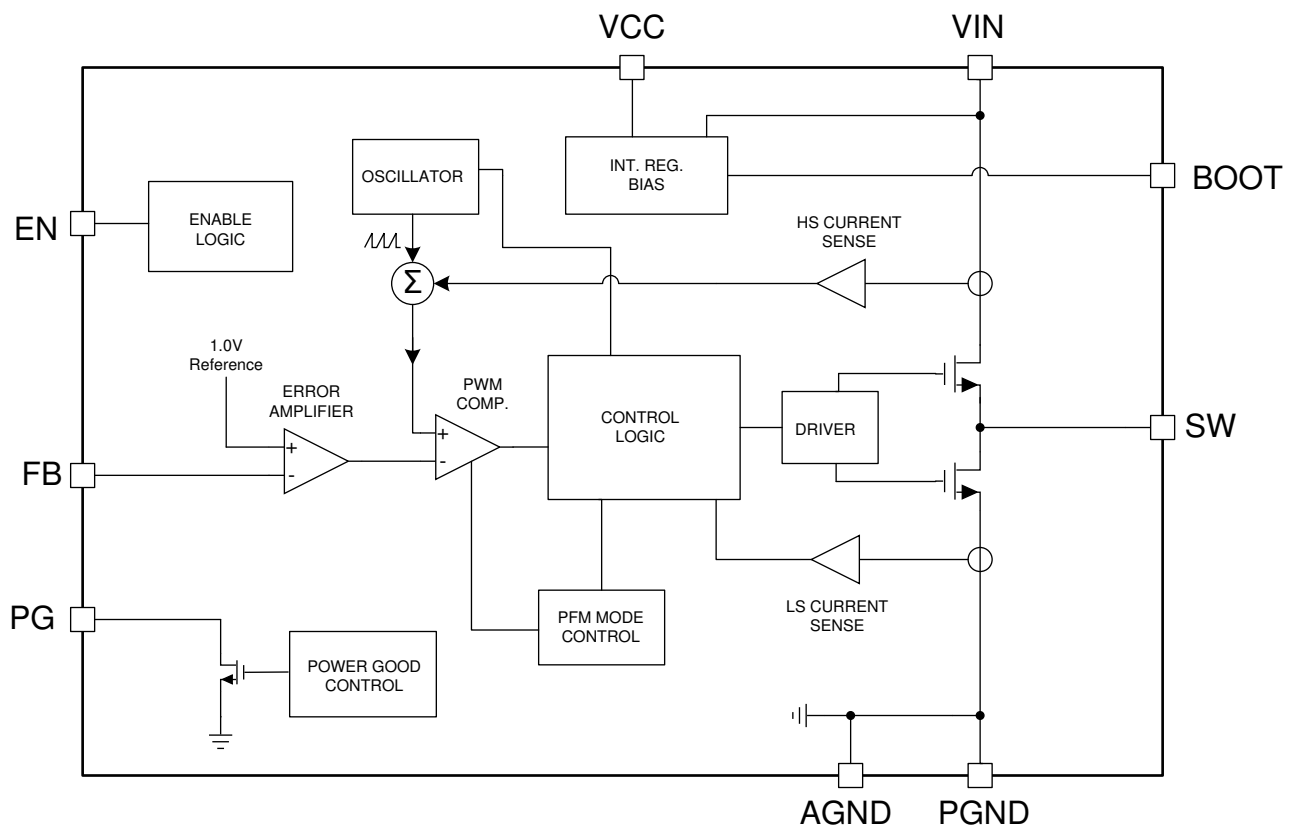 VCC
VIN
OSCILLATOR
INT. REG.
BIAS
BOOT
EN
ENABLE
LOGIC
HS CURRENT
SENSE
Σ
1.0V
Reference
ERROR
AMPLIFIER
PWM
COMP.
+
-
+
-
CONTROL
LOGIC
DRIVER
SW
FB
PG
PFM MODE
CONTROL
LS CURRENT
SENSE
POWER GOOD
CONTROL
AGND
PGND